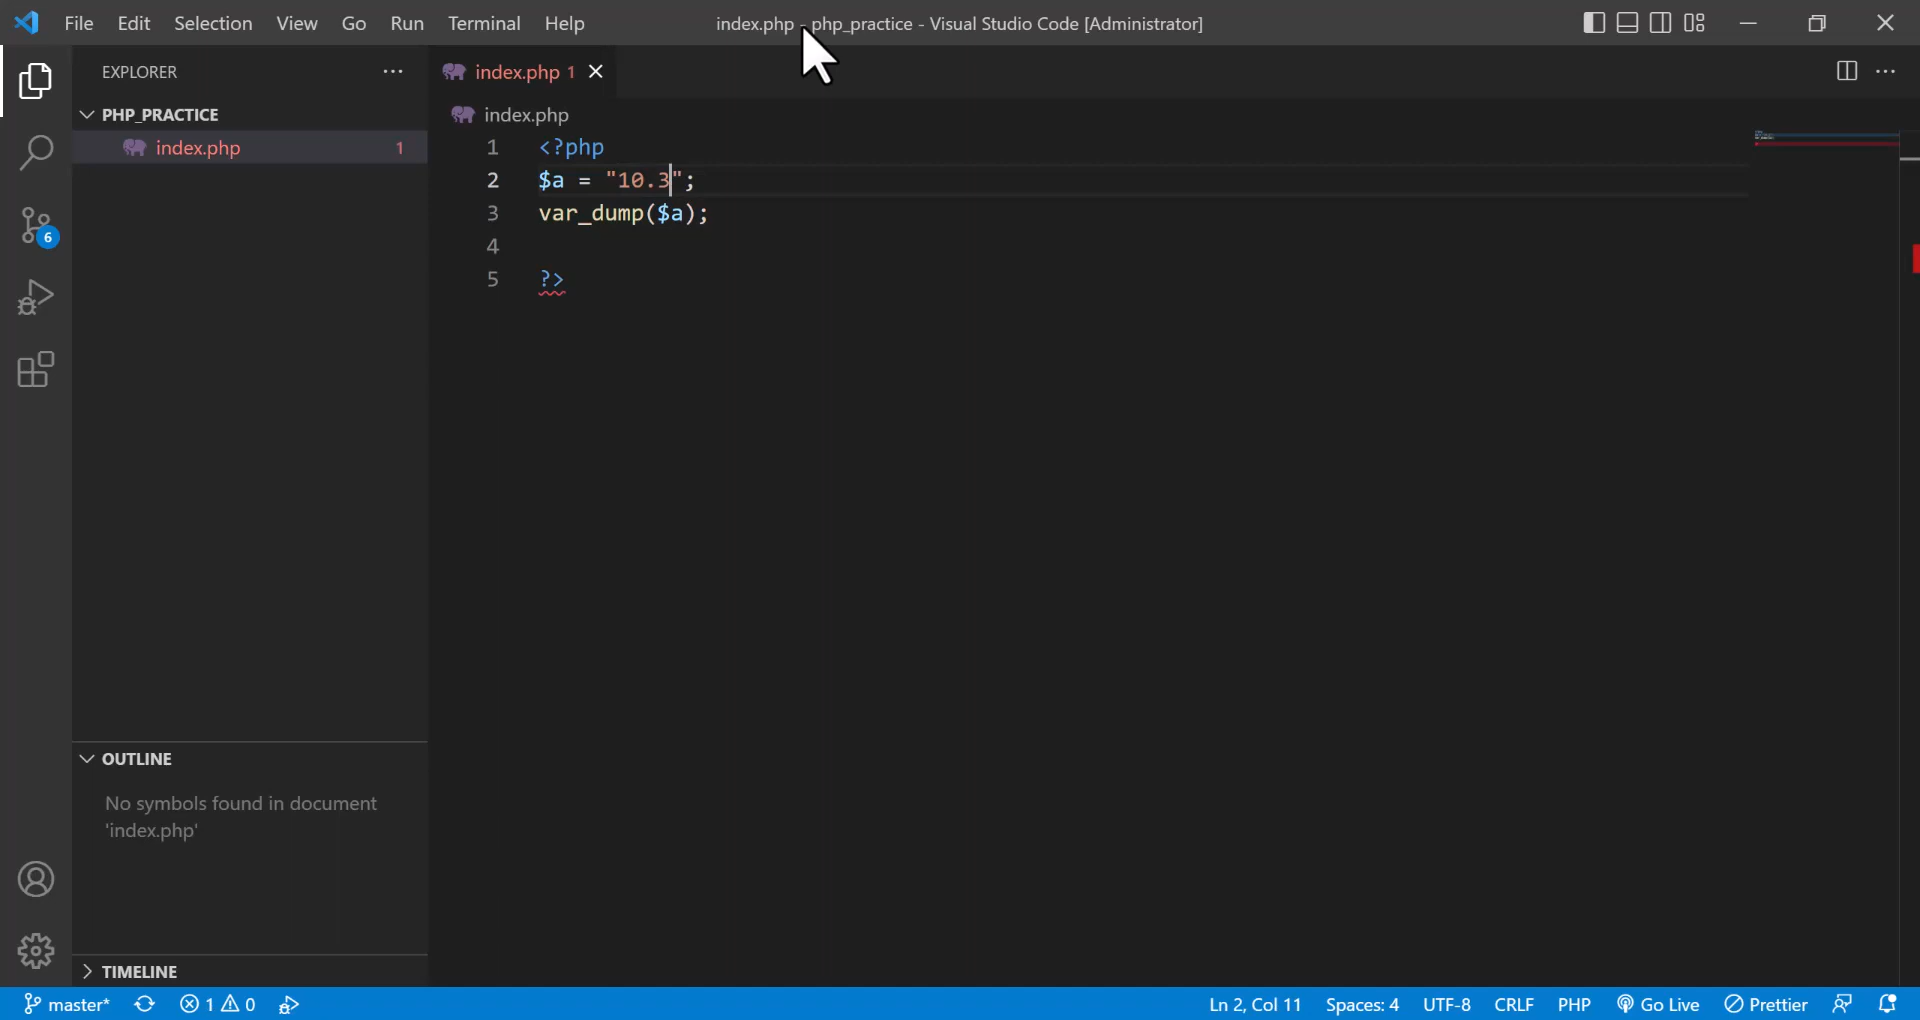 File Edit Selection View Go Run Terminal Help
index.php - php_practice - Visual Studio Code [Administrator]
EXPLORER
index.php 1
PHP_PRACTICE
index.php
index.php 1
1 <?php
2 $a = "10.3";
3 var_dump($a);
4
5 ?>
6
OUTLINE
No symbols found in document
'index.php'
TIMELINE
master* 1 0
Ln 2, Col 11 Spaces: 4 UTF-8 CRLF PHP Go Live Prettier